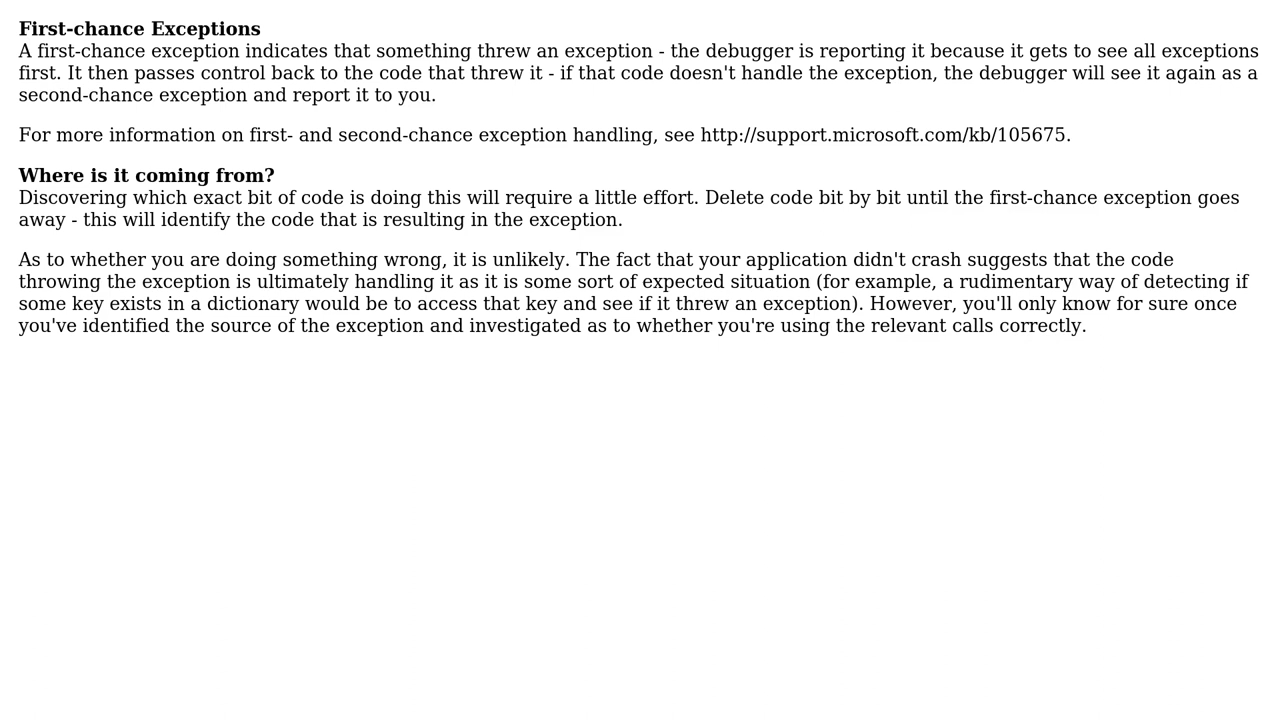 First-chance Exceptions
A first-chance exception indicates that something threw an exception - the debugger is reporting it because it gets to see all exceptions
first. It then passes control back to the code that threw it - if that code doesn't handle the exception, the debugger will see it again as a
second-chance exception and report it to you.
For more information on first- and second-chance exception handling, see http://support.microsoft.com/kb/105675.
Where is it coming from?
Discovering which exact bit of code is doing this will require a little effort. Delete code bit by bit until the first-chance exception goes
away - this will identify the code that is resulting in the exception.
As to whether you are doing something wrong, it is unlikely. The fact that your application didn't crash suggests that the code
throwing the exception is ultimately handling it as it is some sort of expected situation (for example, a rudimentary way of detecting if
some key exists in a dictionary would be to access that key and see if it threw an exception). However, you'll only know for sure once
you've identified the source of the exception and investigated as to whether you're using the relevant calls correctly.